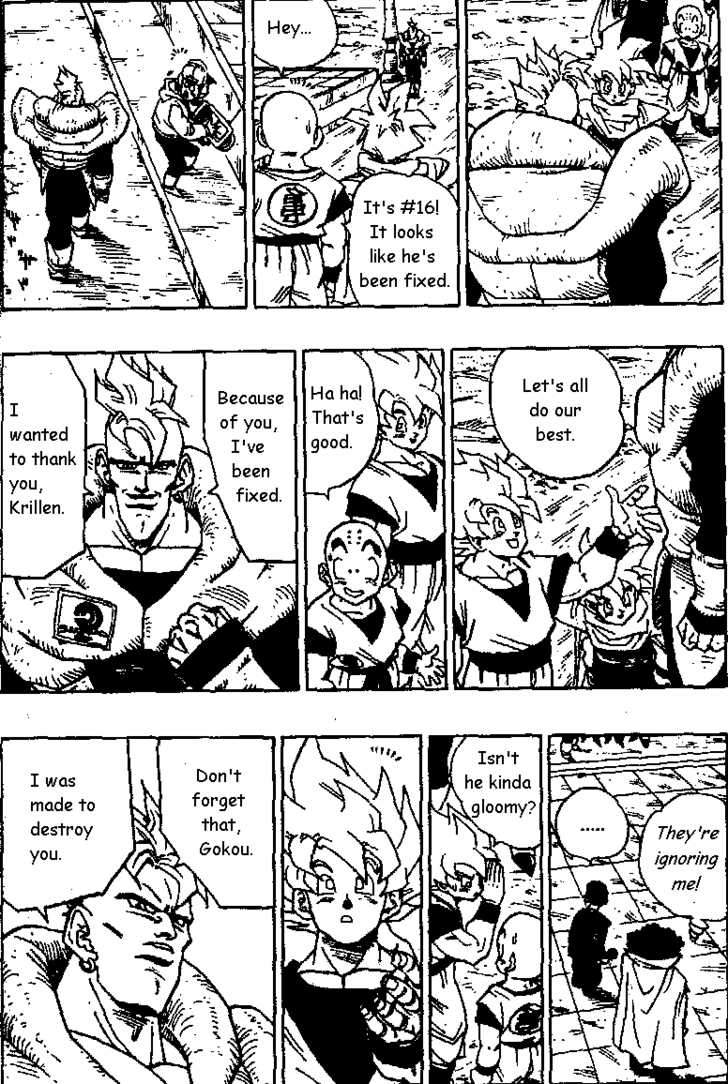 Hey...
It's #16!
It looks
like he's
been fixed.
I
wanted
to thank
you,
Krillen.
Because
of you,
I've
been
fixed.
Ha ha!
That's
good.
Let's all
do our
best.
I was
made to
destroy
you.
Don't
forget
that,
Gokou.
Isn't
he kinda
gloomy?
.....
They're
ignoring
me!